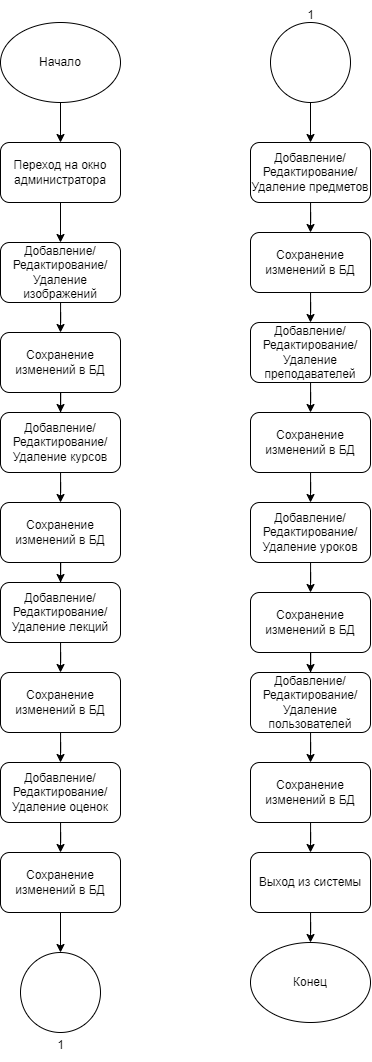 Начало
Переход на окно
администратора
Добавление/
Редактирование/
Удаление
изображений
Сохранение
изменений в БД
Добавление/
Редактирование/
Удаление курсов
Сохранение
изменений в БД
Добавление/
Редактирование/
Удаление лекций
Сохранение
изменений в БД
Добавление/
Редактирование/
Удаление оценок
Сохранение
изменений в БД
1
1
Добавление/
Редактирование/
Удаление предметов
Сохранение
изменений в БД
Добавление/
Редактирование/
Удаление
преподавателей
Сохранение
изменений в БД
Добавление/
Редактирование/
Удаление уроков
Сохранение
изменений в БД
Добавление/
Редактирование/
Удаление
пользователей
Сохранение
изменений в БД
Выход из системы
Конец